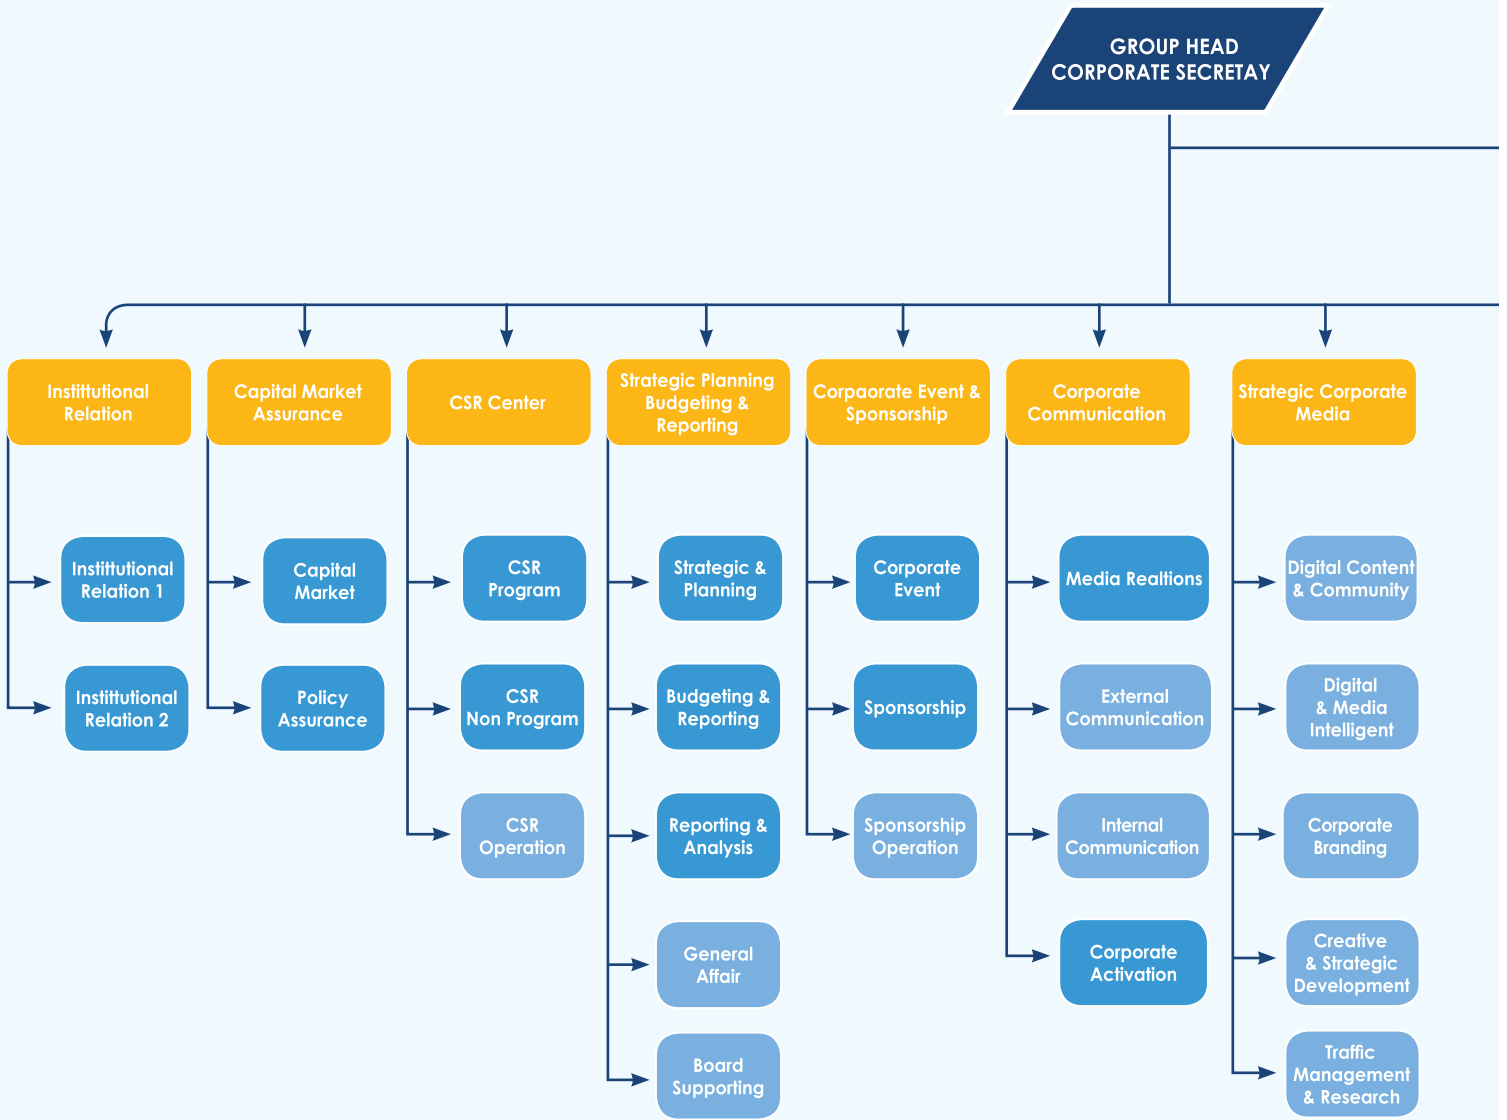 GROUP HEAD
CORPORATE SECRETAY
Instittutional
Relation
Capital Market
Assurance
CSR Center
Strategic Planning
Budgeting &
Reporting
Corpaorate Event &
Sponsorship
Corporate
Communication
Strategic Corporate
Media
Instittutional
Relation 1
Instittutional
Relation 2
Capital
Market
Policy
Assurance
CSR
Program
CSR
Non Program
CSR
Operation
Strategic &
Planning
Budgeting &
Reporting
Reporting &
Analysis
General
Affair
Board
Supporting
Corporate
Event
Sponsorship
Sponsorship
Operation
Media Realtions
External
Communication
Internal
Communication
Corporate
Activation
Digital Content
& Community
Digital
& Media
Intelligent
Corporate
Branding
Creative
& Strategic
Development
Traffic
Management
& Research